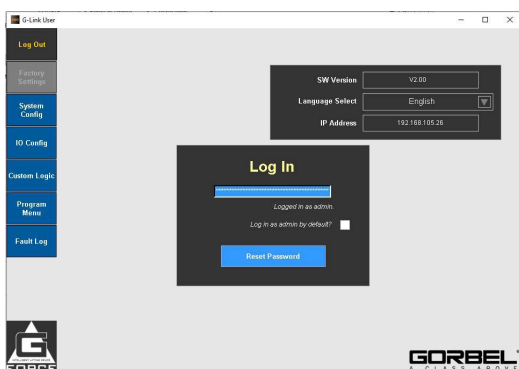 G-Link User
Log Out
Factory
Settings
System
Config
IO Config
Custom Logic
Program
Menu
Fault Log
SW Version
V2.00
Language Select
English
IP Address
192.168.105.26
Log In
Logged in as admin.
Log in as admin by default?
Reset Password
G
FORCE
GORBEL
A CLASS ABOVE